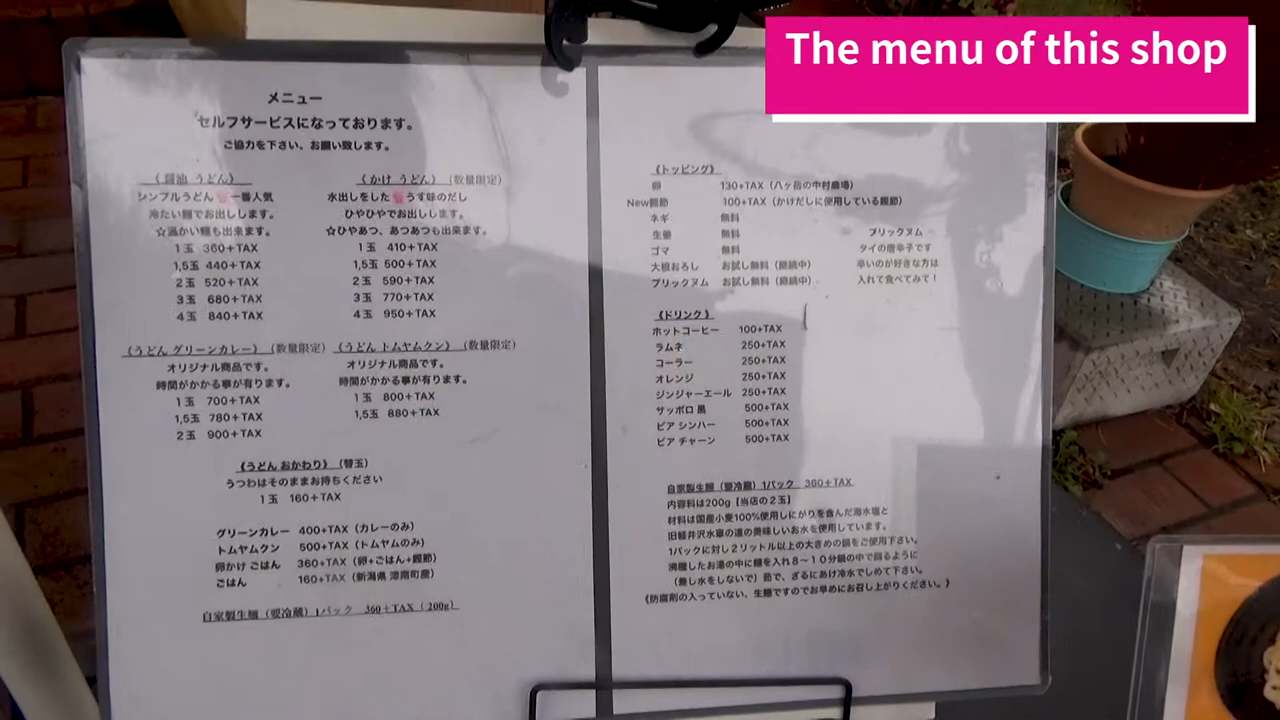 The menu of this shop
メニュー
セルフサービスになっております。
ご協力を下さい、お願い致します。
《 醤油 うどん》
シンプルうどん 一番人気
冷たい麺でお出しします。
☆温かい麺も出来ます。
1玉 360+TAX
1,5玉 440+TAX
2玉 520+TAX
3玉 680+TAX
4玉 840+TAX
《 かけ うどん》(数量限定)
水出しをした うす味のだし
ひやひやでお出しします。
☆ひやあつ、あつあつも出来ます。
1玉 410+TAX
1,5玉 500+TAX
2玉 590+TAX
3玉 770+TAX
4玉 950+TAX
《うどん グリーンカレー》(数量限定)
オリジナル商品です。
時間がかかる事が有ります。
1玉 700+TAX
1,5玉 780+TAX
2玉 900+TAX
《うどん トムヤムクン》(数量限定)
オリジナル商品です。
時間がかかる事が有ります。
1玉 800+TAX
1,5玉 880+TAX
《うどん おかわり》(替玉)
うつわはそのままお持ちください
1玉 160+TAX
グリーンカレー 400+TAX(カレーのみ)
トムヤムクン 500+TAX(トムヤムのみ)
卵かけ ごはん 360+TAX(卵+ごはん+鰹節)
ごはん 160+TAX(新潟県 津南町産)
自家製生麺(要冷蔵)1パック 360+TAX(200g)
《トッピング》
卵 130+TAX(八ヶ岳の中村農場)
New鰹節 100+TAX(かけだしに使用している鰹節)
ネギ 無料
生姜 無料
ゴマ 無料
大根おろし お試し無料(継続中)
プリックヌム お試し無料(継続中)
プリックヌム
タイの唐辛子です
辛いのが好きな方は
入れて食べてみて!
《ドリンク》
ホットコーヒー 100+TAX
ラムネ 250+TAX
コーラー 250+TAX
オレンジ 250+TAX
ジンジャーエール 250+TAX
サッポロ 黒 500+TAX
ビア シンハー 500+TAX
ビア チャーン 500+TAX
自家製生麺(要冷蔵)1パック 360+TAX
内容料は200g【当店の2玉】
材料は国産小麦100%使用しにがりを含んだ海水塩と
旧軽井沢水車の道の美味しいお水を使用しています。
1パックに対し2リットル以上の大きめの鍋をご使用下さい。
沸騰したお湯の中に麺を入れ8~10分鍋の中で踊るように
(差し水をしないで)茹で、ざるにあけ冷水でしめて下さい。
《防腐剤の入っていない、生麺ですのでお早めにお召し上がりください。》